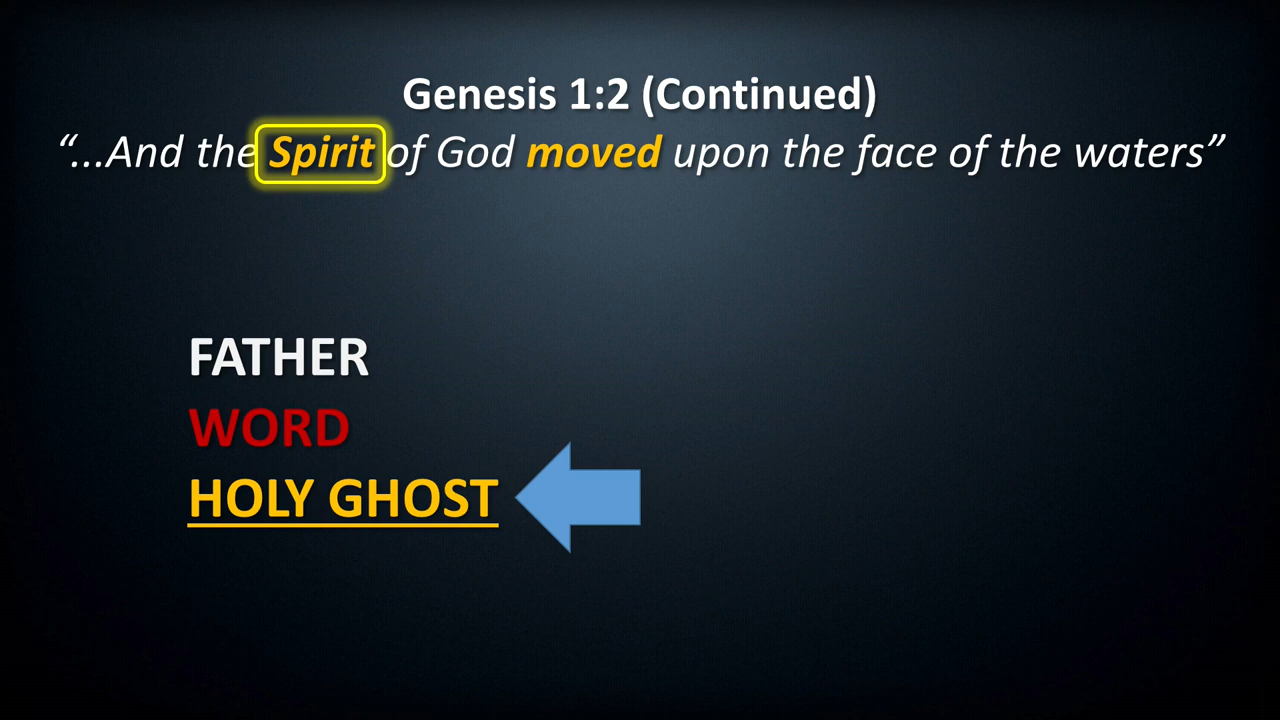 Genesis 1:2 (Continued)
“...And the Spirit of God moved upon the face of the waters”
FATHER
WORD
HOLY GHOST